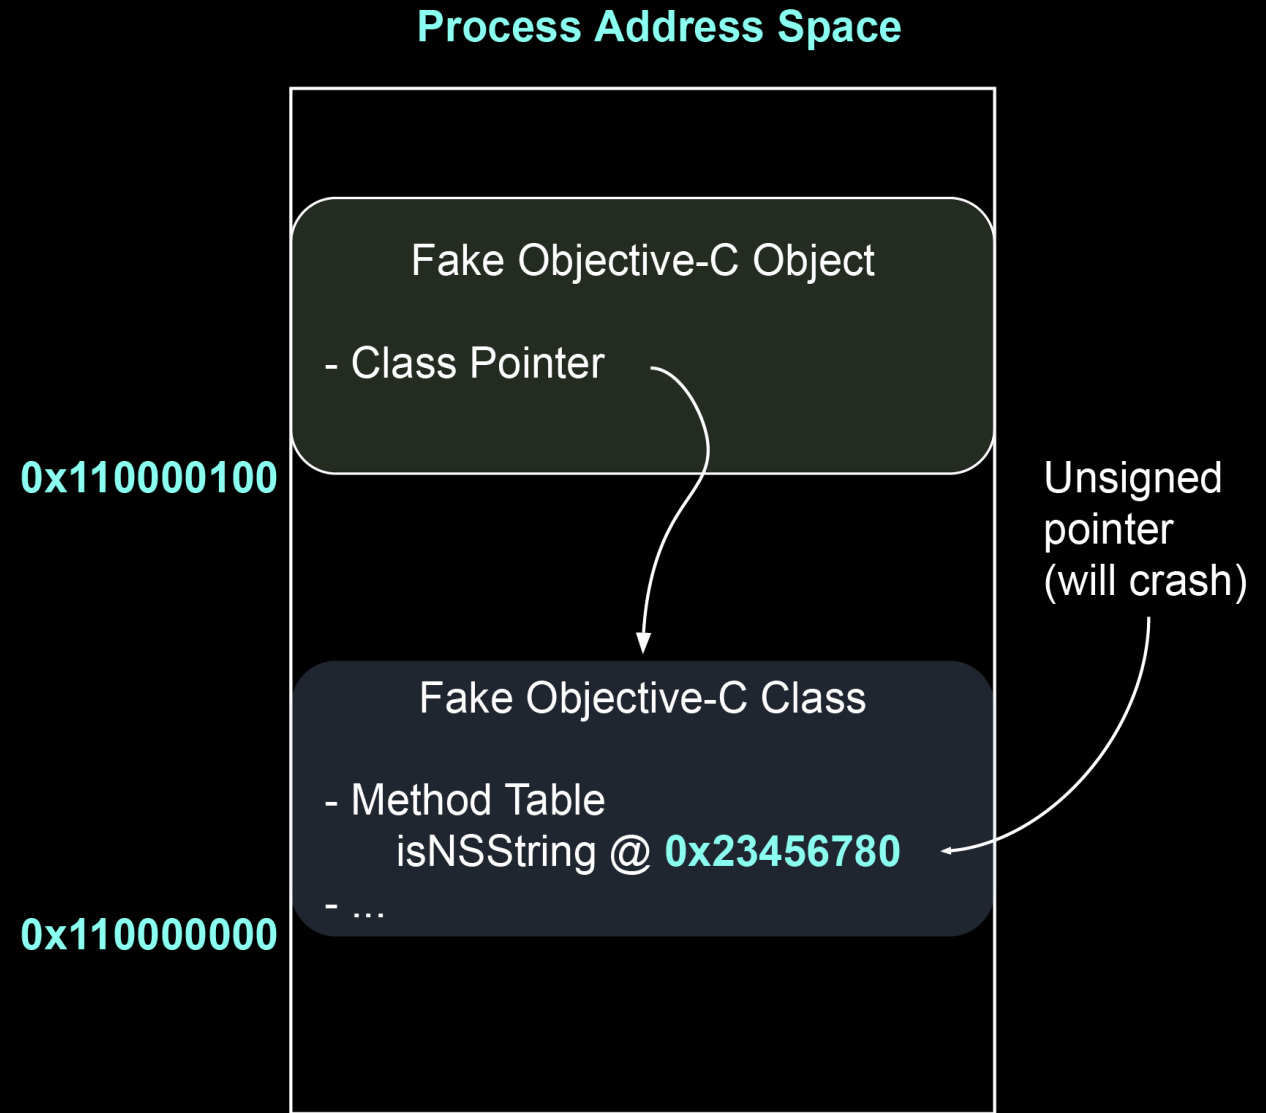 Process Address Space
Fake Objective-C Object
- Class Pointer
0x110000100
Unsigned
pointer
(will crash)
Fake Objective-C Class
- Method Table
isNSString @ 0x23456780
- ...
0x110000000